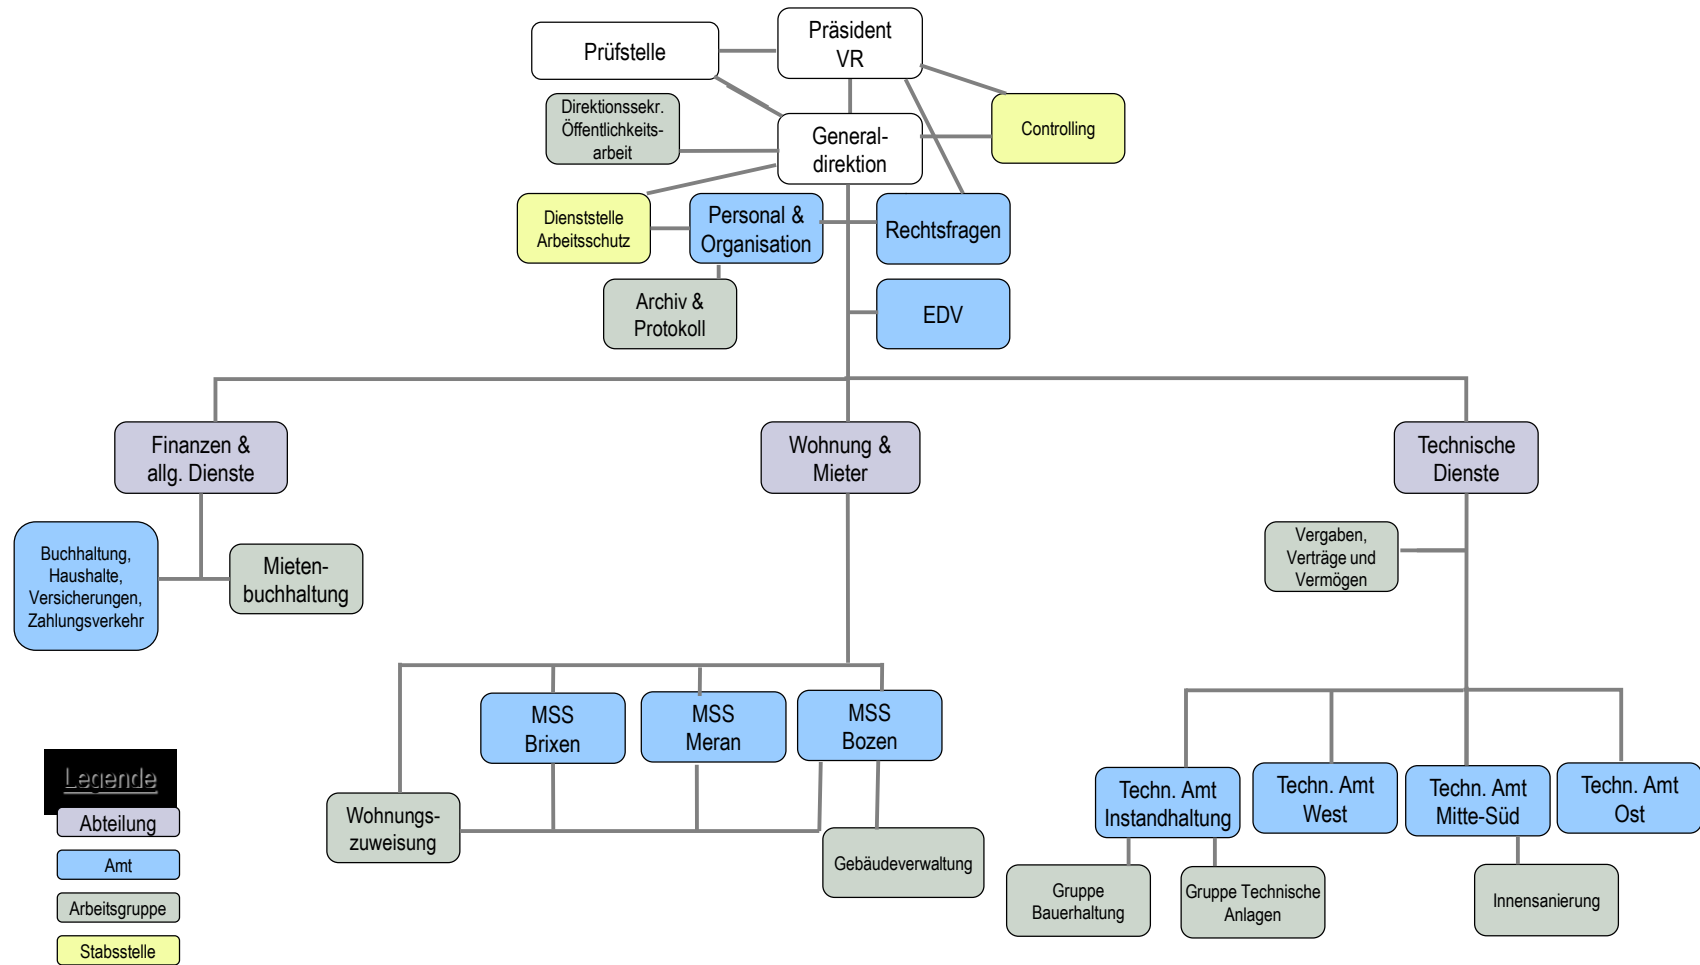 Prüfstelle
Präsident
VR
Direktionssekr.
Öffentlichkeits-
arbeit
General-
direktion
Controlling
Dienststelle
Arbeitsschutz
Personal &
Organisation
Rechtsfragen
Archiv &
Protokoll
EDV
Finanzen &
allg. Dienste
Wohnung &
Mieter
Technische
Dienste
Buchhaltung,
Haushalte,
Versicherungen,
Zahlungsverkehr
Mieten-
buchhaltung
Vergaben,
Verträge und
Vermögen
MSS
Brixen
MSS
Meran
MSS
Bozen
Wohnungs-
zuweisung
Gebäudeverwaltung
Techn. Amt
Instandhaltung
Techn. Amt
West
Techn. Amt
Mitte-Süd
Techn. Amt
Ost
Gruppe
Bauerhaltung
Gruppe Technische
Anlagen
Innensanierung
Legende
Abteilung
Amt
Arbeitsgruppe
Stabsstelle